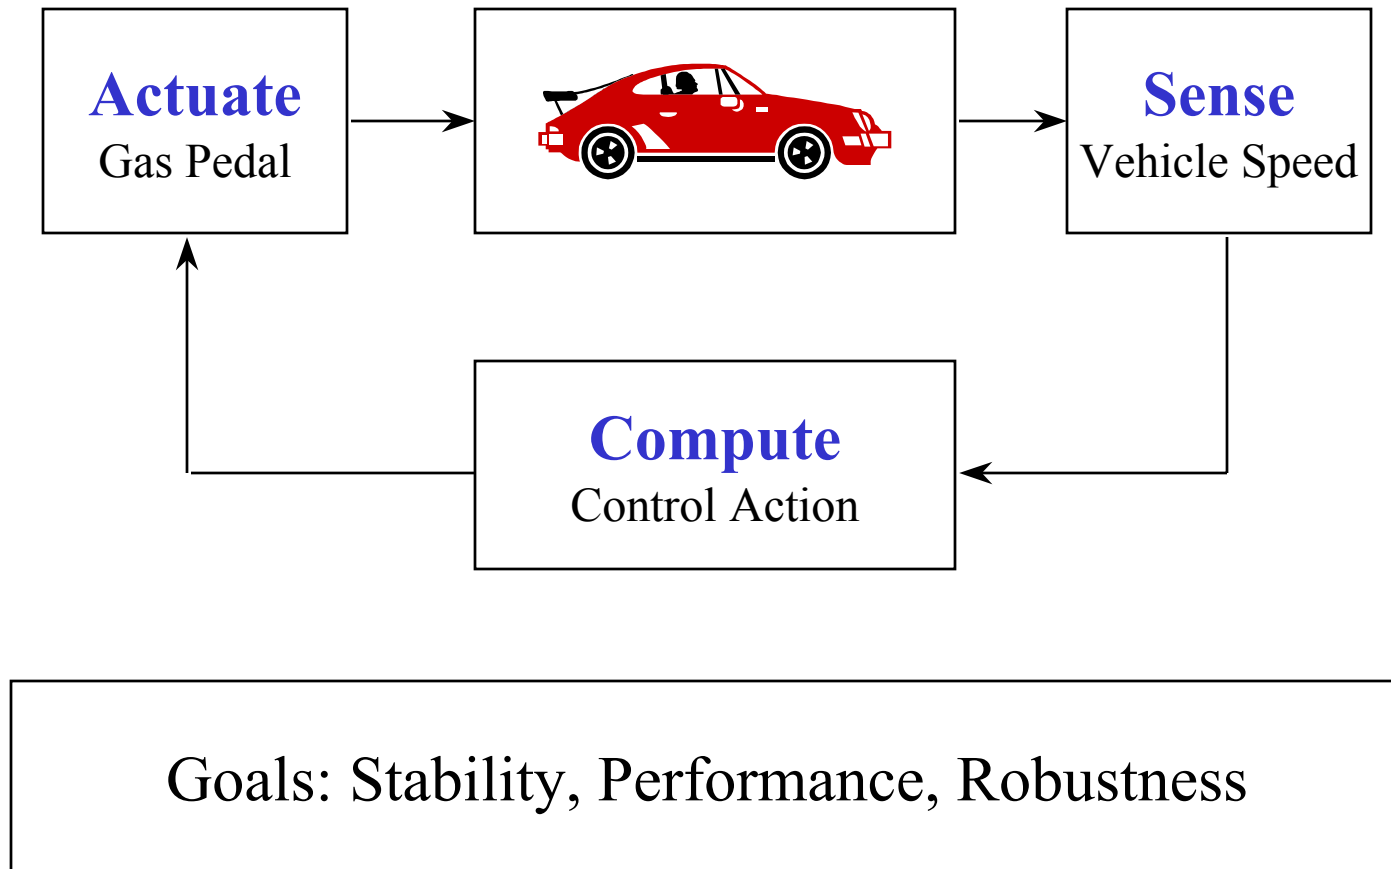 Actuate
Gas Pedal
Sense
Vehicle Speed
Compute
Control Action
Goals: Stability, Performance, Robustness